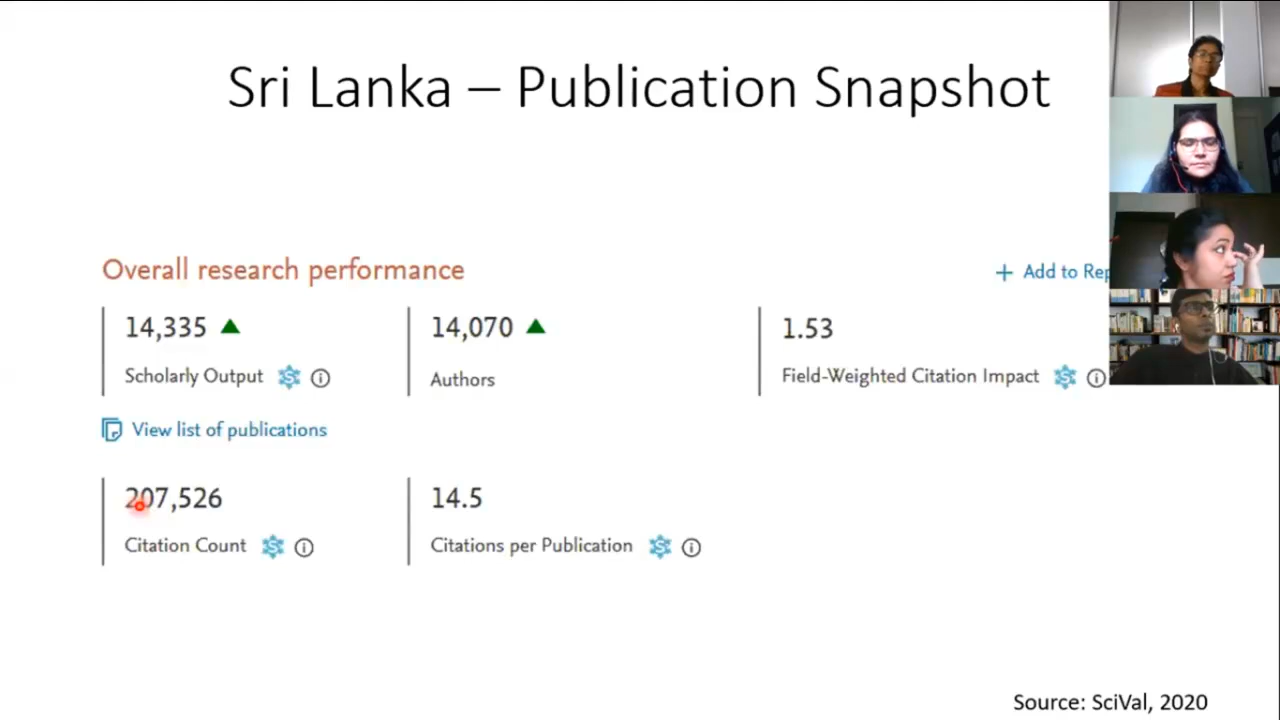 Sri Lanka – Publication Snapshot
Overall research performance
+ Add to
14,335
Scholarly Output
14,070
Authors
1.53
Field-Weighted Citation Impact
View list of publications
207,526
Citation Count
14.5
Citations per Publication
Source: SciVal, 2020